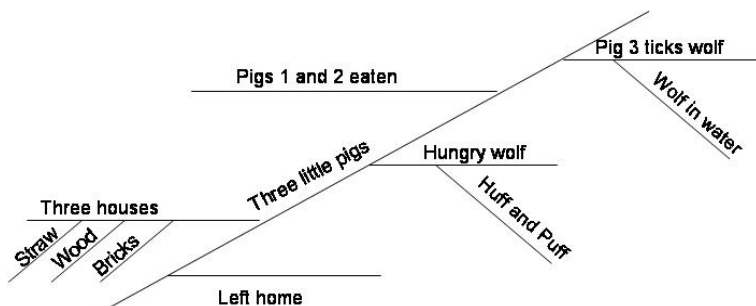 Pig 3 ticks wolf
Pigs 1 and 2 eaten
Wolf in water
Three little pigs
Hungry wolf
Three houses
Huff and Puff
Straw
Wood
Bricks
Left home